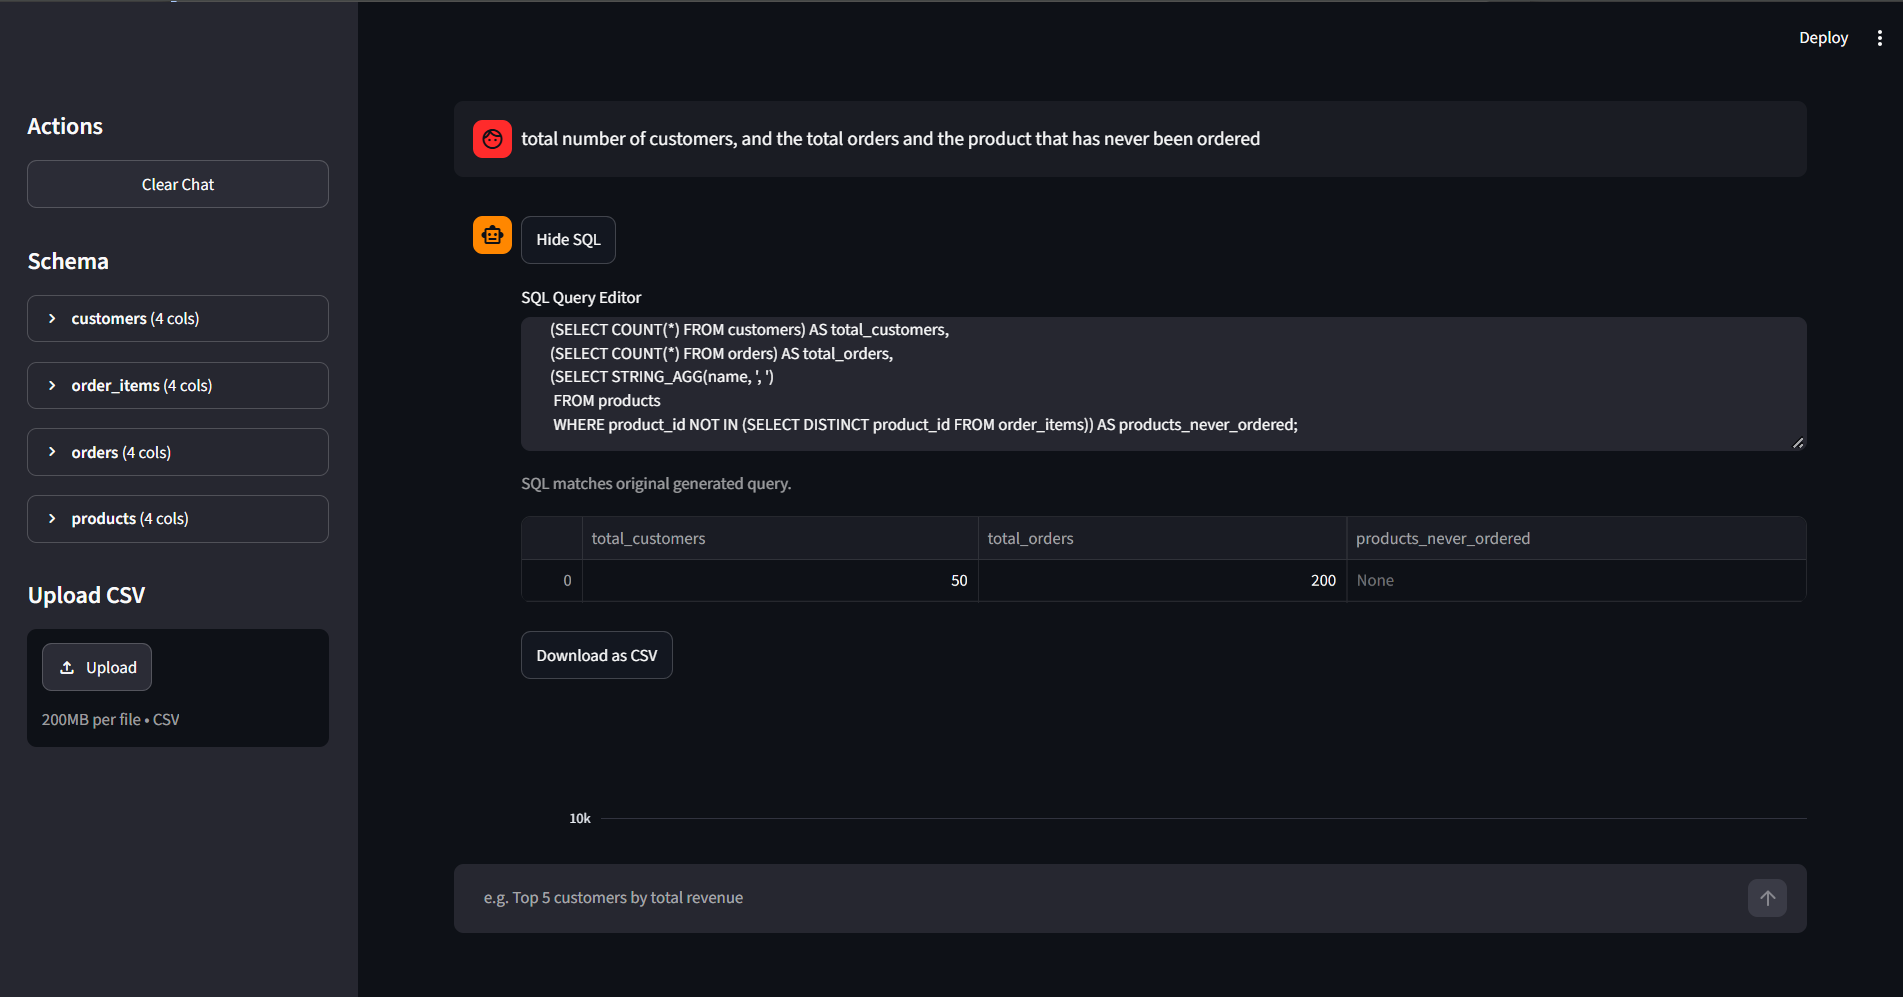 Deploy
Actions
Clear Chat
Schema
customers (4 cols)
order_items (4 cols)
orders (4 cols)
products (4 cols)
Upload CSV
Upload
200MB per file • CSV
total number of customers, and the total orders and the product that has never been ordered
Hide SQL
SQL Query Editor
(SELECT COUNT(*) FROM customers) AS total_customers,
(SELECT COUNT(*) FROM orders) AS total_orders,
(SELECT STRING_AGG(name, ', ')
FROM products
WHERE product_id NOT IN (SELECT DISTINCT product_id FROM order_items)) AS products_never_ordered;
SQL matches original generated query.
total_customers total_orders products_never_ordered
0 50 200 None
Download as CSV
10k
e.g. Top 5 customers by total revenue